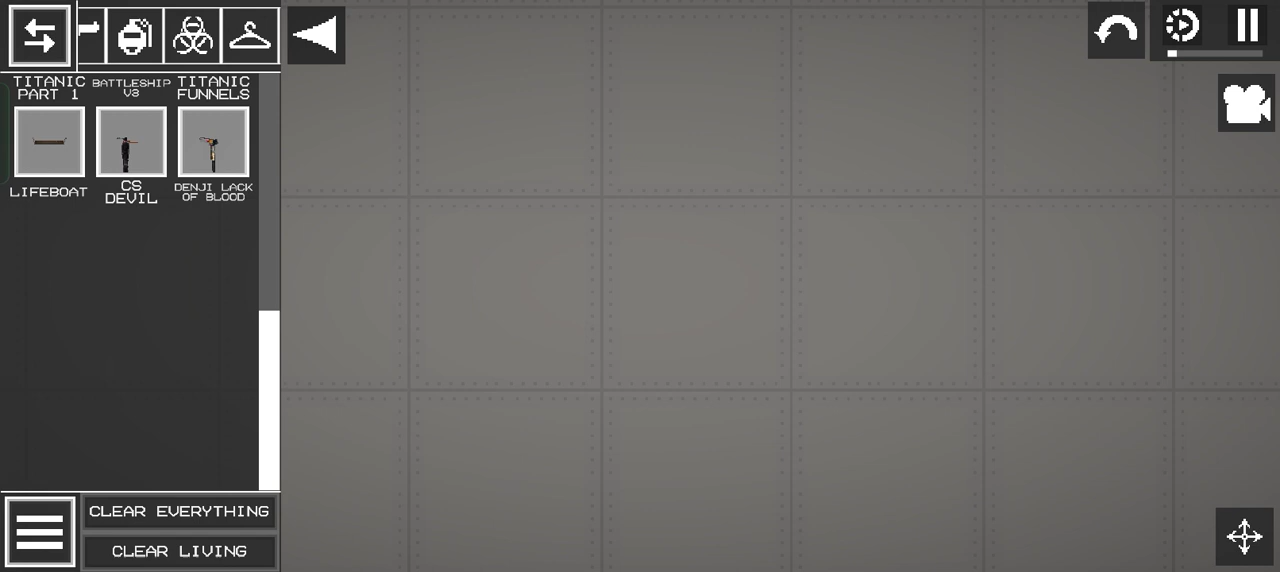 TITANIC
PART 1
BATTLESHIP
V3
TITANIC
FUNNELS
LIFEBOAT
CS
DEVIL
DENJI LACK
OF BLOOD
CLEAR EVERYTHING
CLEAR LIVING